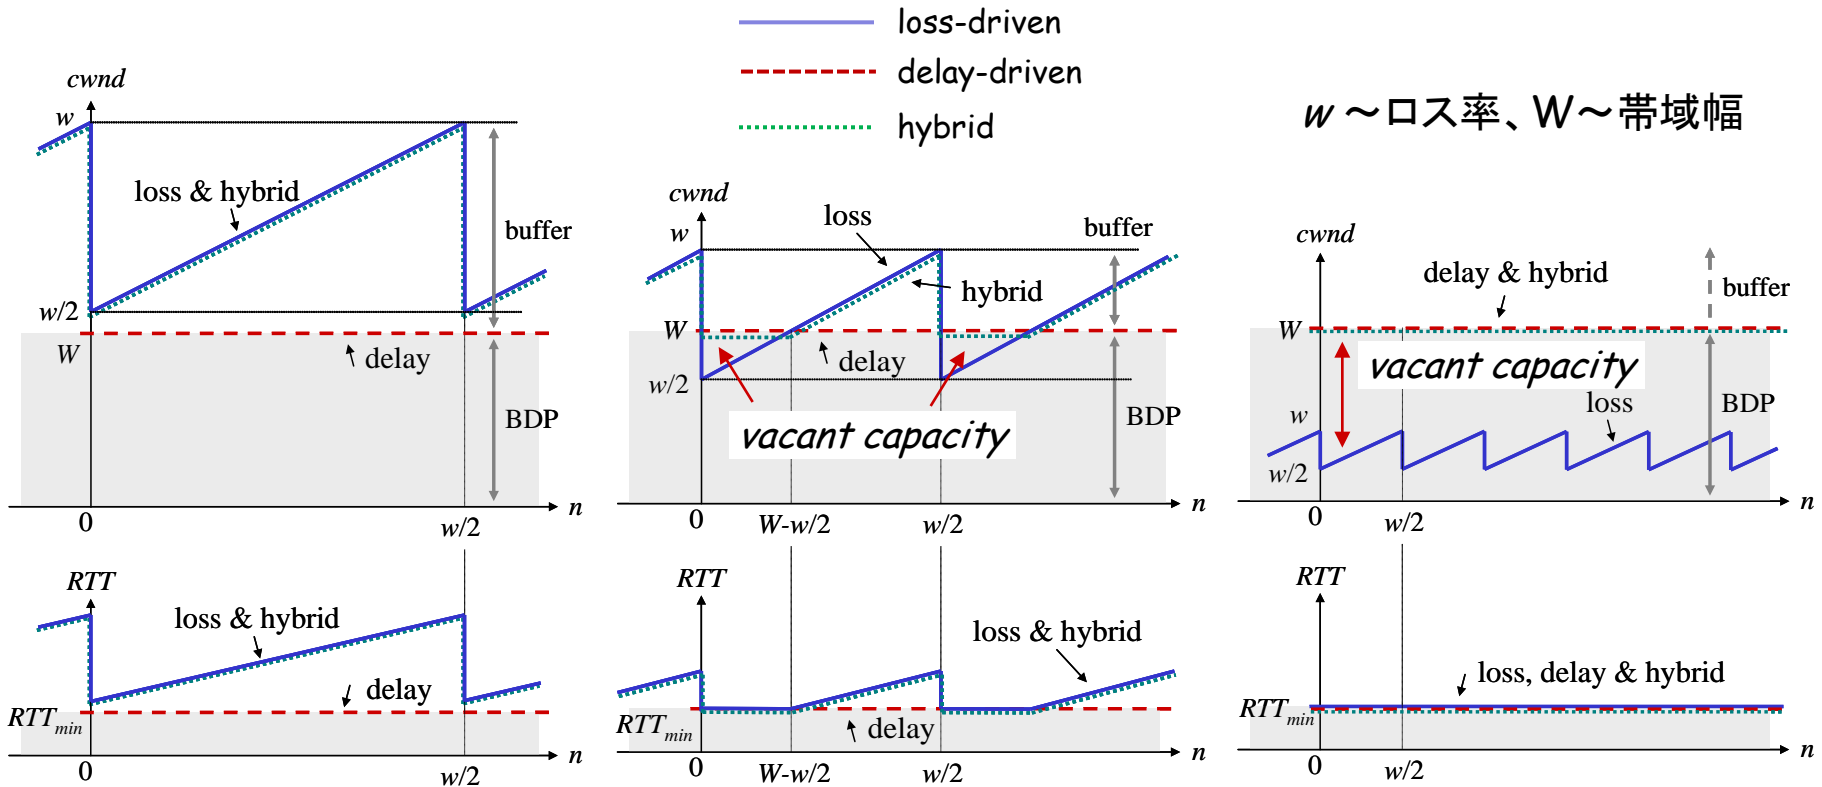 loss-driven
delay-driven
hybrid
w ～ロス率、W～帯域幅
cwnd
w
loss & hybrid
buffer
w/2
W
delay
BDP
0
w/2
n
RTT
loss & hybrid
delay
RTTmin
0
w/2
n
cwnd
w
loss
buffer
hybrid
W
delay
w/2
BDP
vacant capacity
0
W-w/2
w/2
n
RTT
loss & hybrid
RTTmin
delay
0
W-w/2
w/2
n
cwnd
delay & hybrid
buffer
W
vacant capacity
w
loss
BDP
w/2
0
w/2
n
RTT
loss, delay & hybrid
RTTmin
0
w/2
n